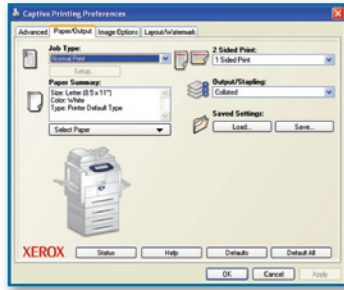 Captiva Printing Preferences
Advanced
Paper/Output
Image Options
Layout/Watermark
Job Type:
Normal Print
Setup...
Paper Summary:
Size: Letter (8.5 x 11")
Color: White
Type: Printer Default Type
Select Paper
2 Sided Print:
1 Sided Print
Output/Stapling:
Collated
Saved Settings:
Load...
Save...
XEROX
Status
Help
Defaults
Default All
OK
Cancel
Apply